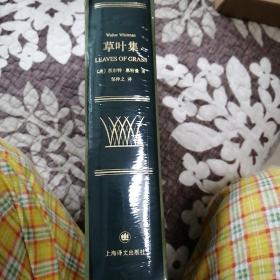 Walter Whitman
草叶集
LEAVES OF GRASS
〔美〕沃尔特·惠特曼 著
邹仲之 译
上海译文出版社